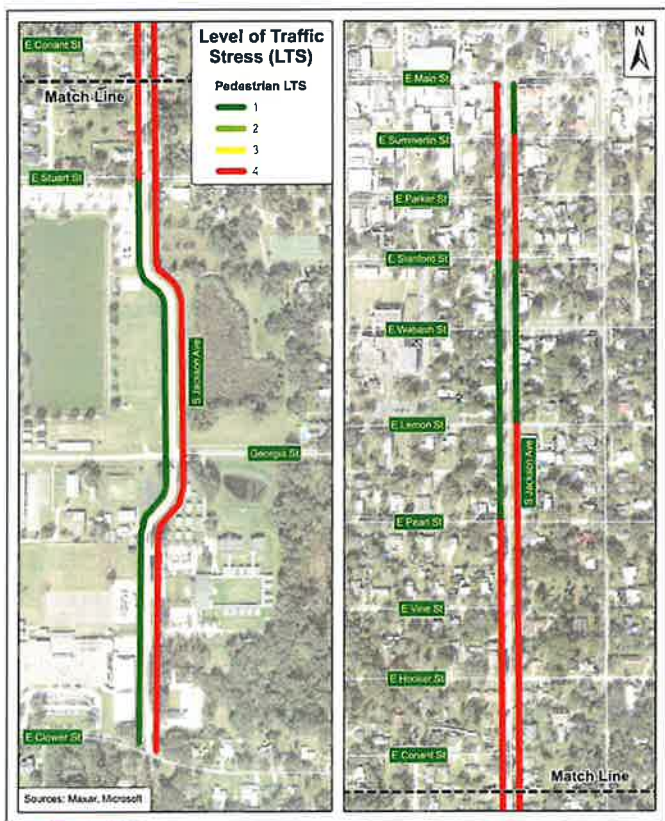 E Conant St
Match Line
E Stuart St
Level of Traffic
Stress (LTS)
Pedestrian LTS
1
2
3
4
S Jackson Ave
Georgia St
E Clower St
Sources: Maxar, Microsoft
N
E Main St
E Summerlin St
E Parker St
E Stanford St
E Wabash St
E Lemon St
S Jackson Ave
E Pearl St
E Vine St
E Hooker St
E Conant St
Match Line